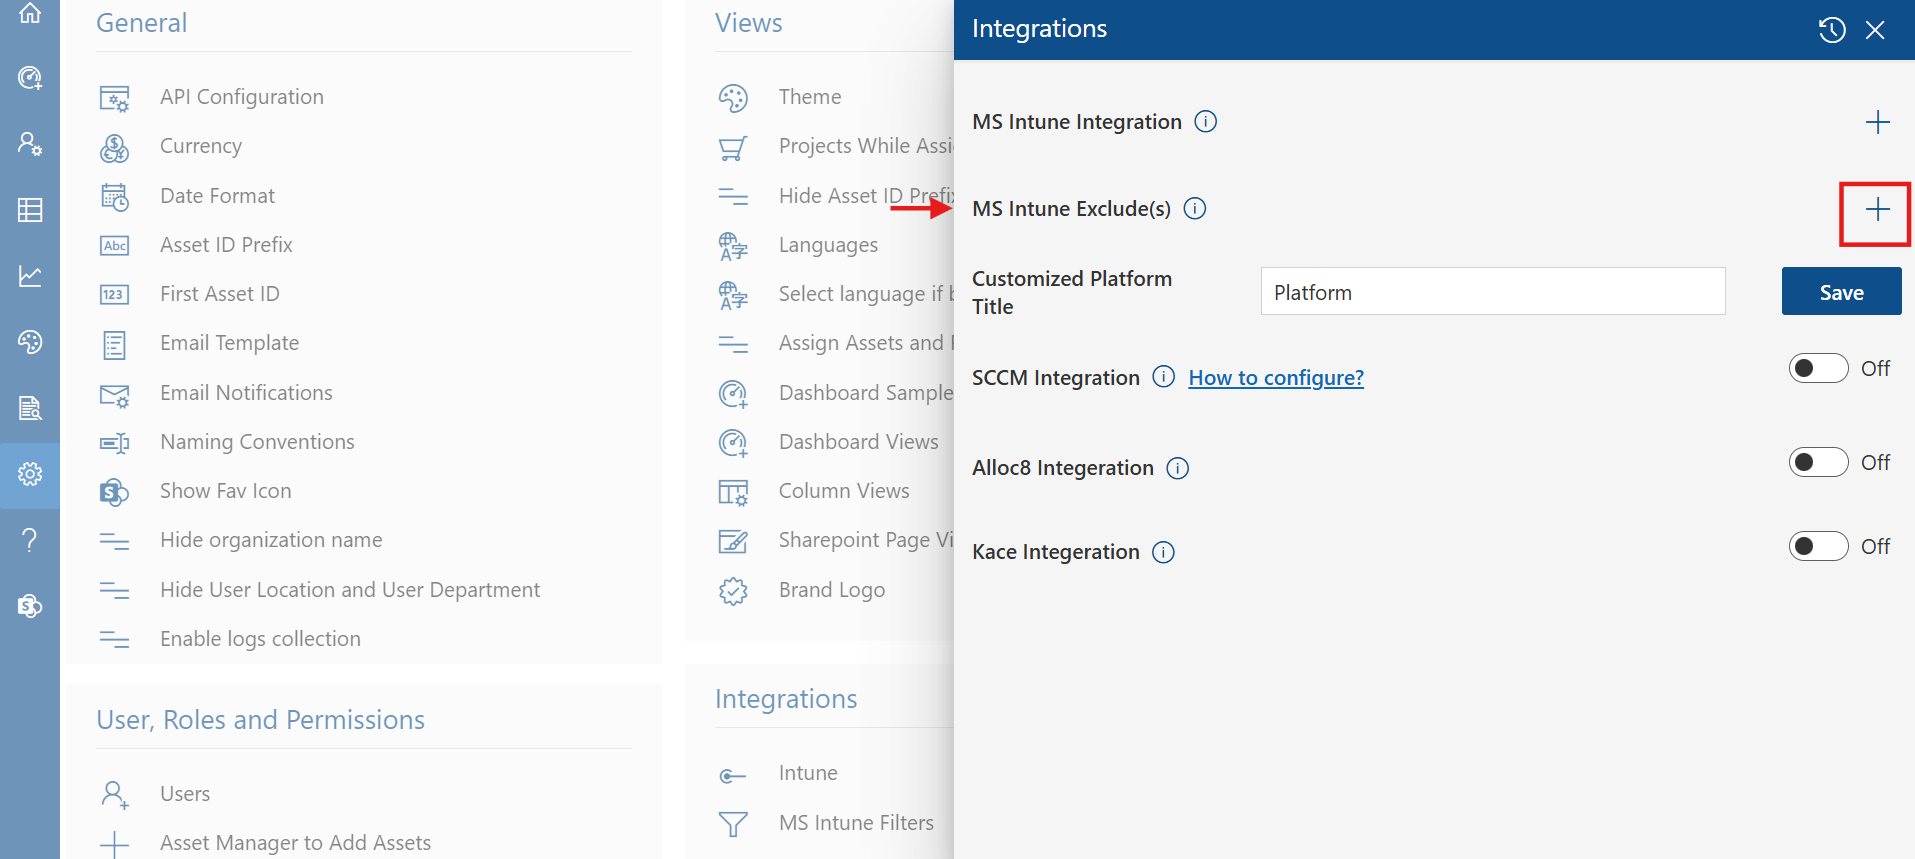 General
API Configuration
Currency
Date Format
Asset ID Prefix
First Asset ID
Email Template
Email Notifications
Naming Conventions
Show Fav Icon
Hide organization name
Hide User Location and User Department
Enable logs collection
User, Roles and Permissions
Users
Asset Manager to Add Assets
Views
Theme
Projects While Assi
Hide Asset ID Prefix
Languages
Select language if b
Assign Assets and
Dashboard Sample
Dashboard Views
Column Views
Sharepoint Page Vi
Brand Logo
Integrations
Intune
MS Intune Filters
Integrations
MS Intune Integration
MS Intune Exclude(s)
Customized Platform
Title
Platform
Save
SCCM Integration How to configure?
Off
Alloc8 Integeration
Off
Kace Integeration
Off